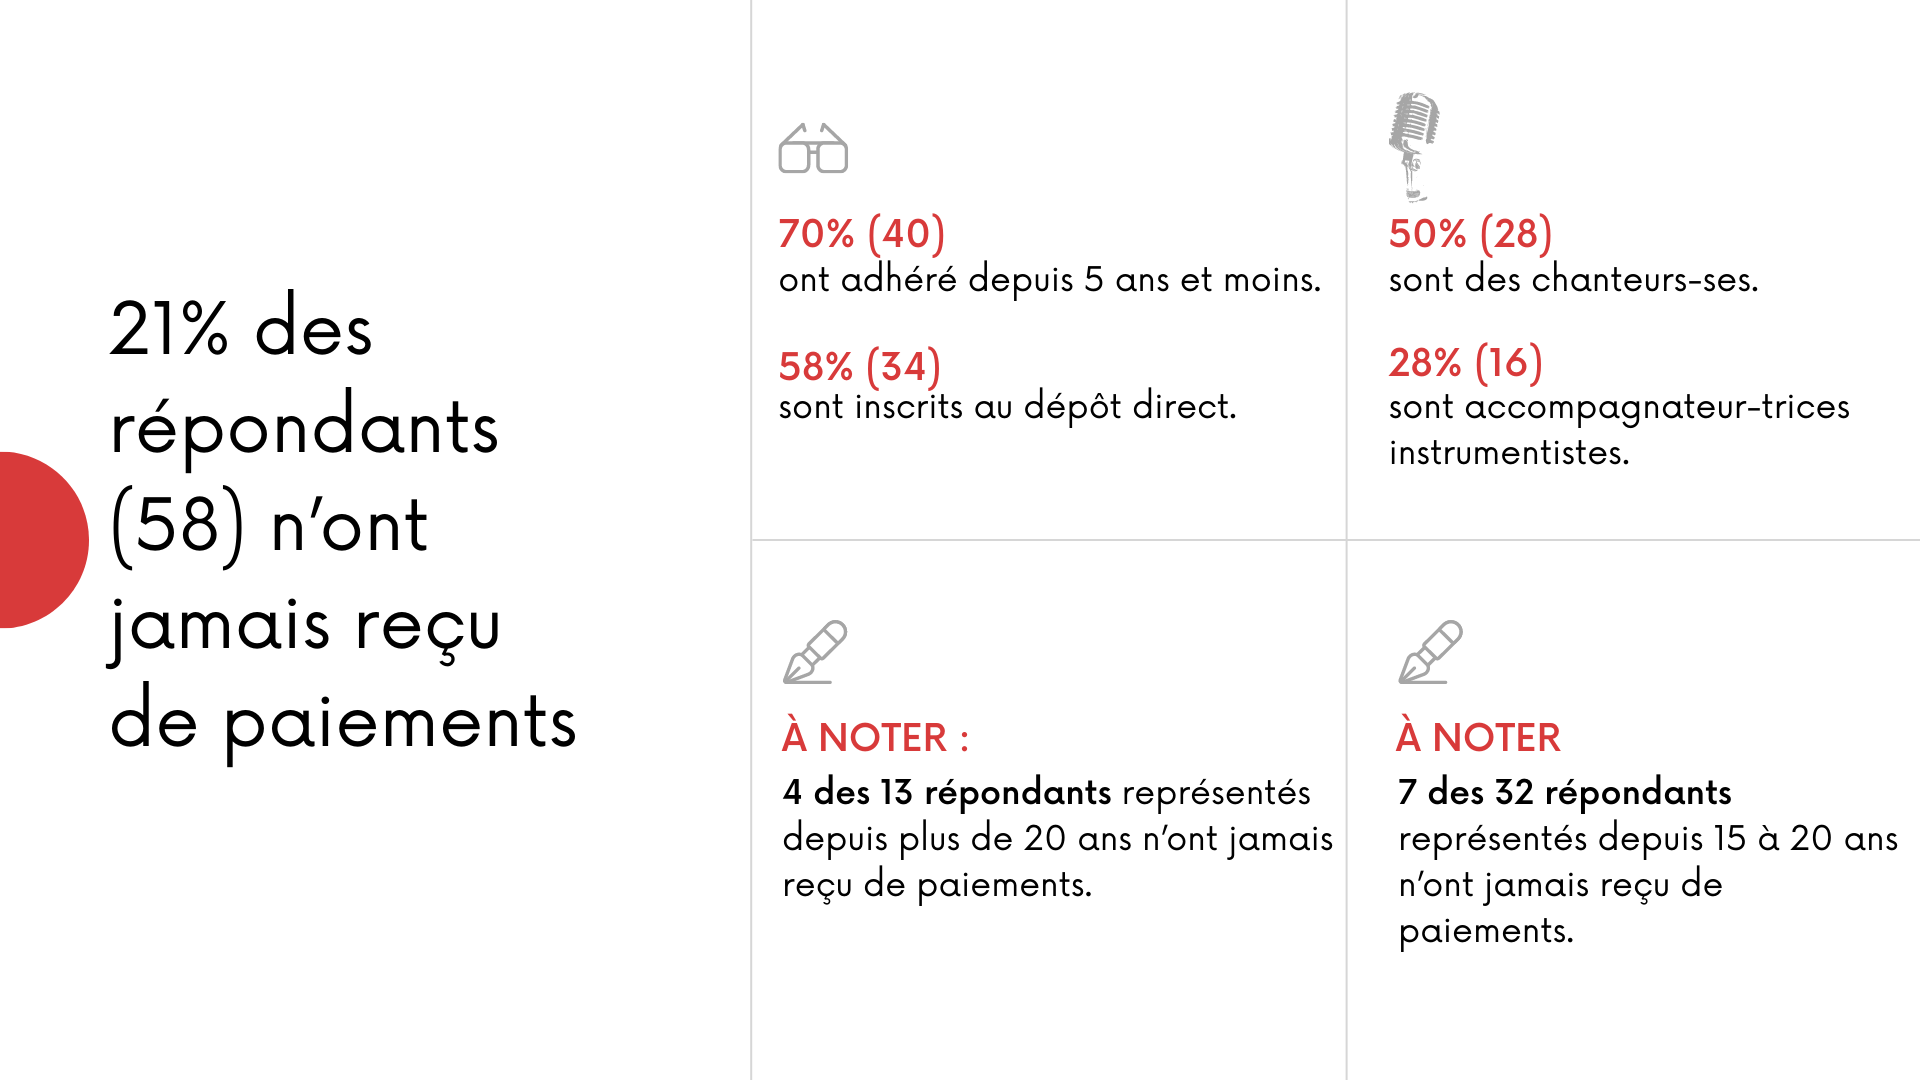 21% des
répondants
(58) n’ont
jamais reçu
de paiements
70% (40)
ont adhéré depuis 5 ans et moins.
58% (34)
sont inscrits au dépôt direct.
50% (28)
sont des chanteurs-ses.
28% (16)
sont accompagnateur-trices
instrumentistes.
À NOTER :
4 des 13 répondants représentés
depuis plus de 20 ans n’ont jamais
reçu de paiements.
À NOTER
7 des 32 répondants
représentés depuis 15 à 20 ans
n’ont jamais reçu de
paiements.